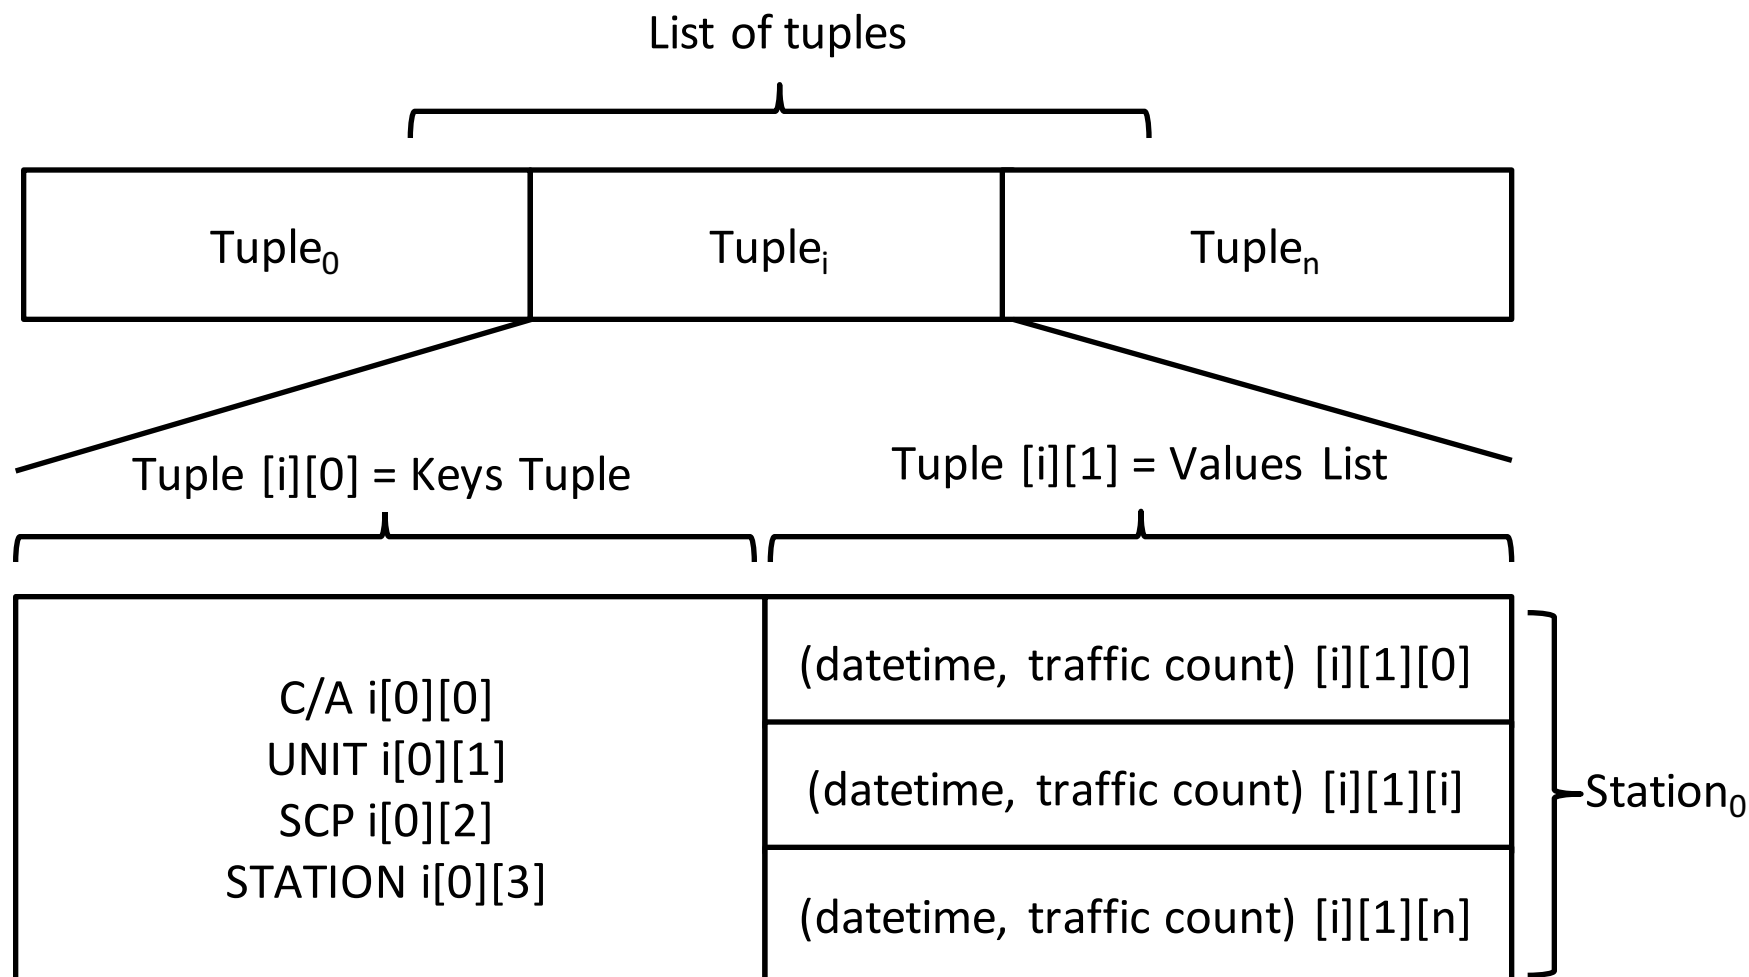 List of tuples
Tuple₀
Tupleᵢ
Tupleₙ
Tuple [i][0] = Keys Tuple
Tuple [i][1] = Values List
C/A i[0][0]
UNIT i[0][1]
SCP i[0][2]
STATION i[0][3]
(datetime, traffic count) [i][1][0]
(datetime, traffic count) [i][1][i]
(datetime, traffic count) [i][1][n]
Station₀